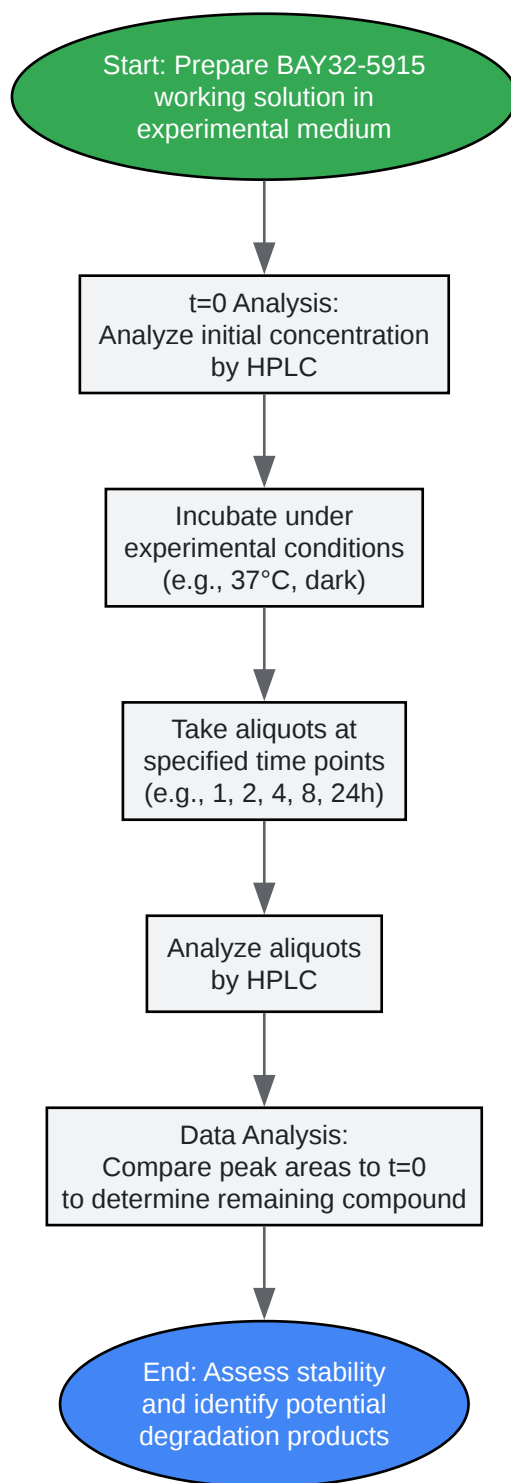 Start: Prepare BAY32-5915
working solution in
experimental medium
t=0 Analysis:
Analyze initial concentration
by HPLC
Incubate under
experimental conditions
(e.g., 37°C, dark)
Take aliquots at
specified time points
(e.g., 1, 2, 4, 8, 24h)
Analyze aliquots
by HPLC
Data Analysis:
Compare peak areas to t=0
to determine remaining compound
End: Assess stability
and identify potential
degradation products